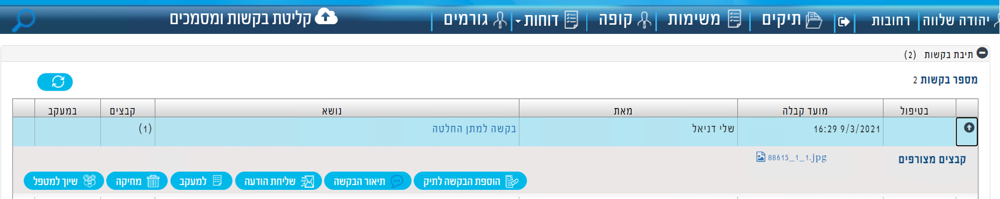 יהודה שלווה רחובות תיקים משימות קופה דוחות גורמים קליטת בקשות ומסמכים
תיבת בקשות (2)
מספר בקשות 2
בטיפול מועד קבלה מאת נושא קבצים במעקב
16:29 9/3/2021 שלי דניאל בקשה למתן החלטה (1)
קבצים מצורפים 88615_1_1.jpg
הוספת הבקשה לתיק תיאור הבקשה שליחת הודעה למעקב מחיקה שיוך למטפל